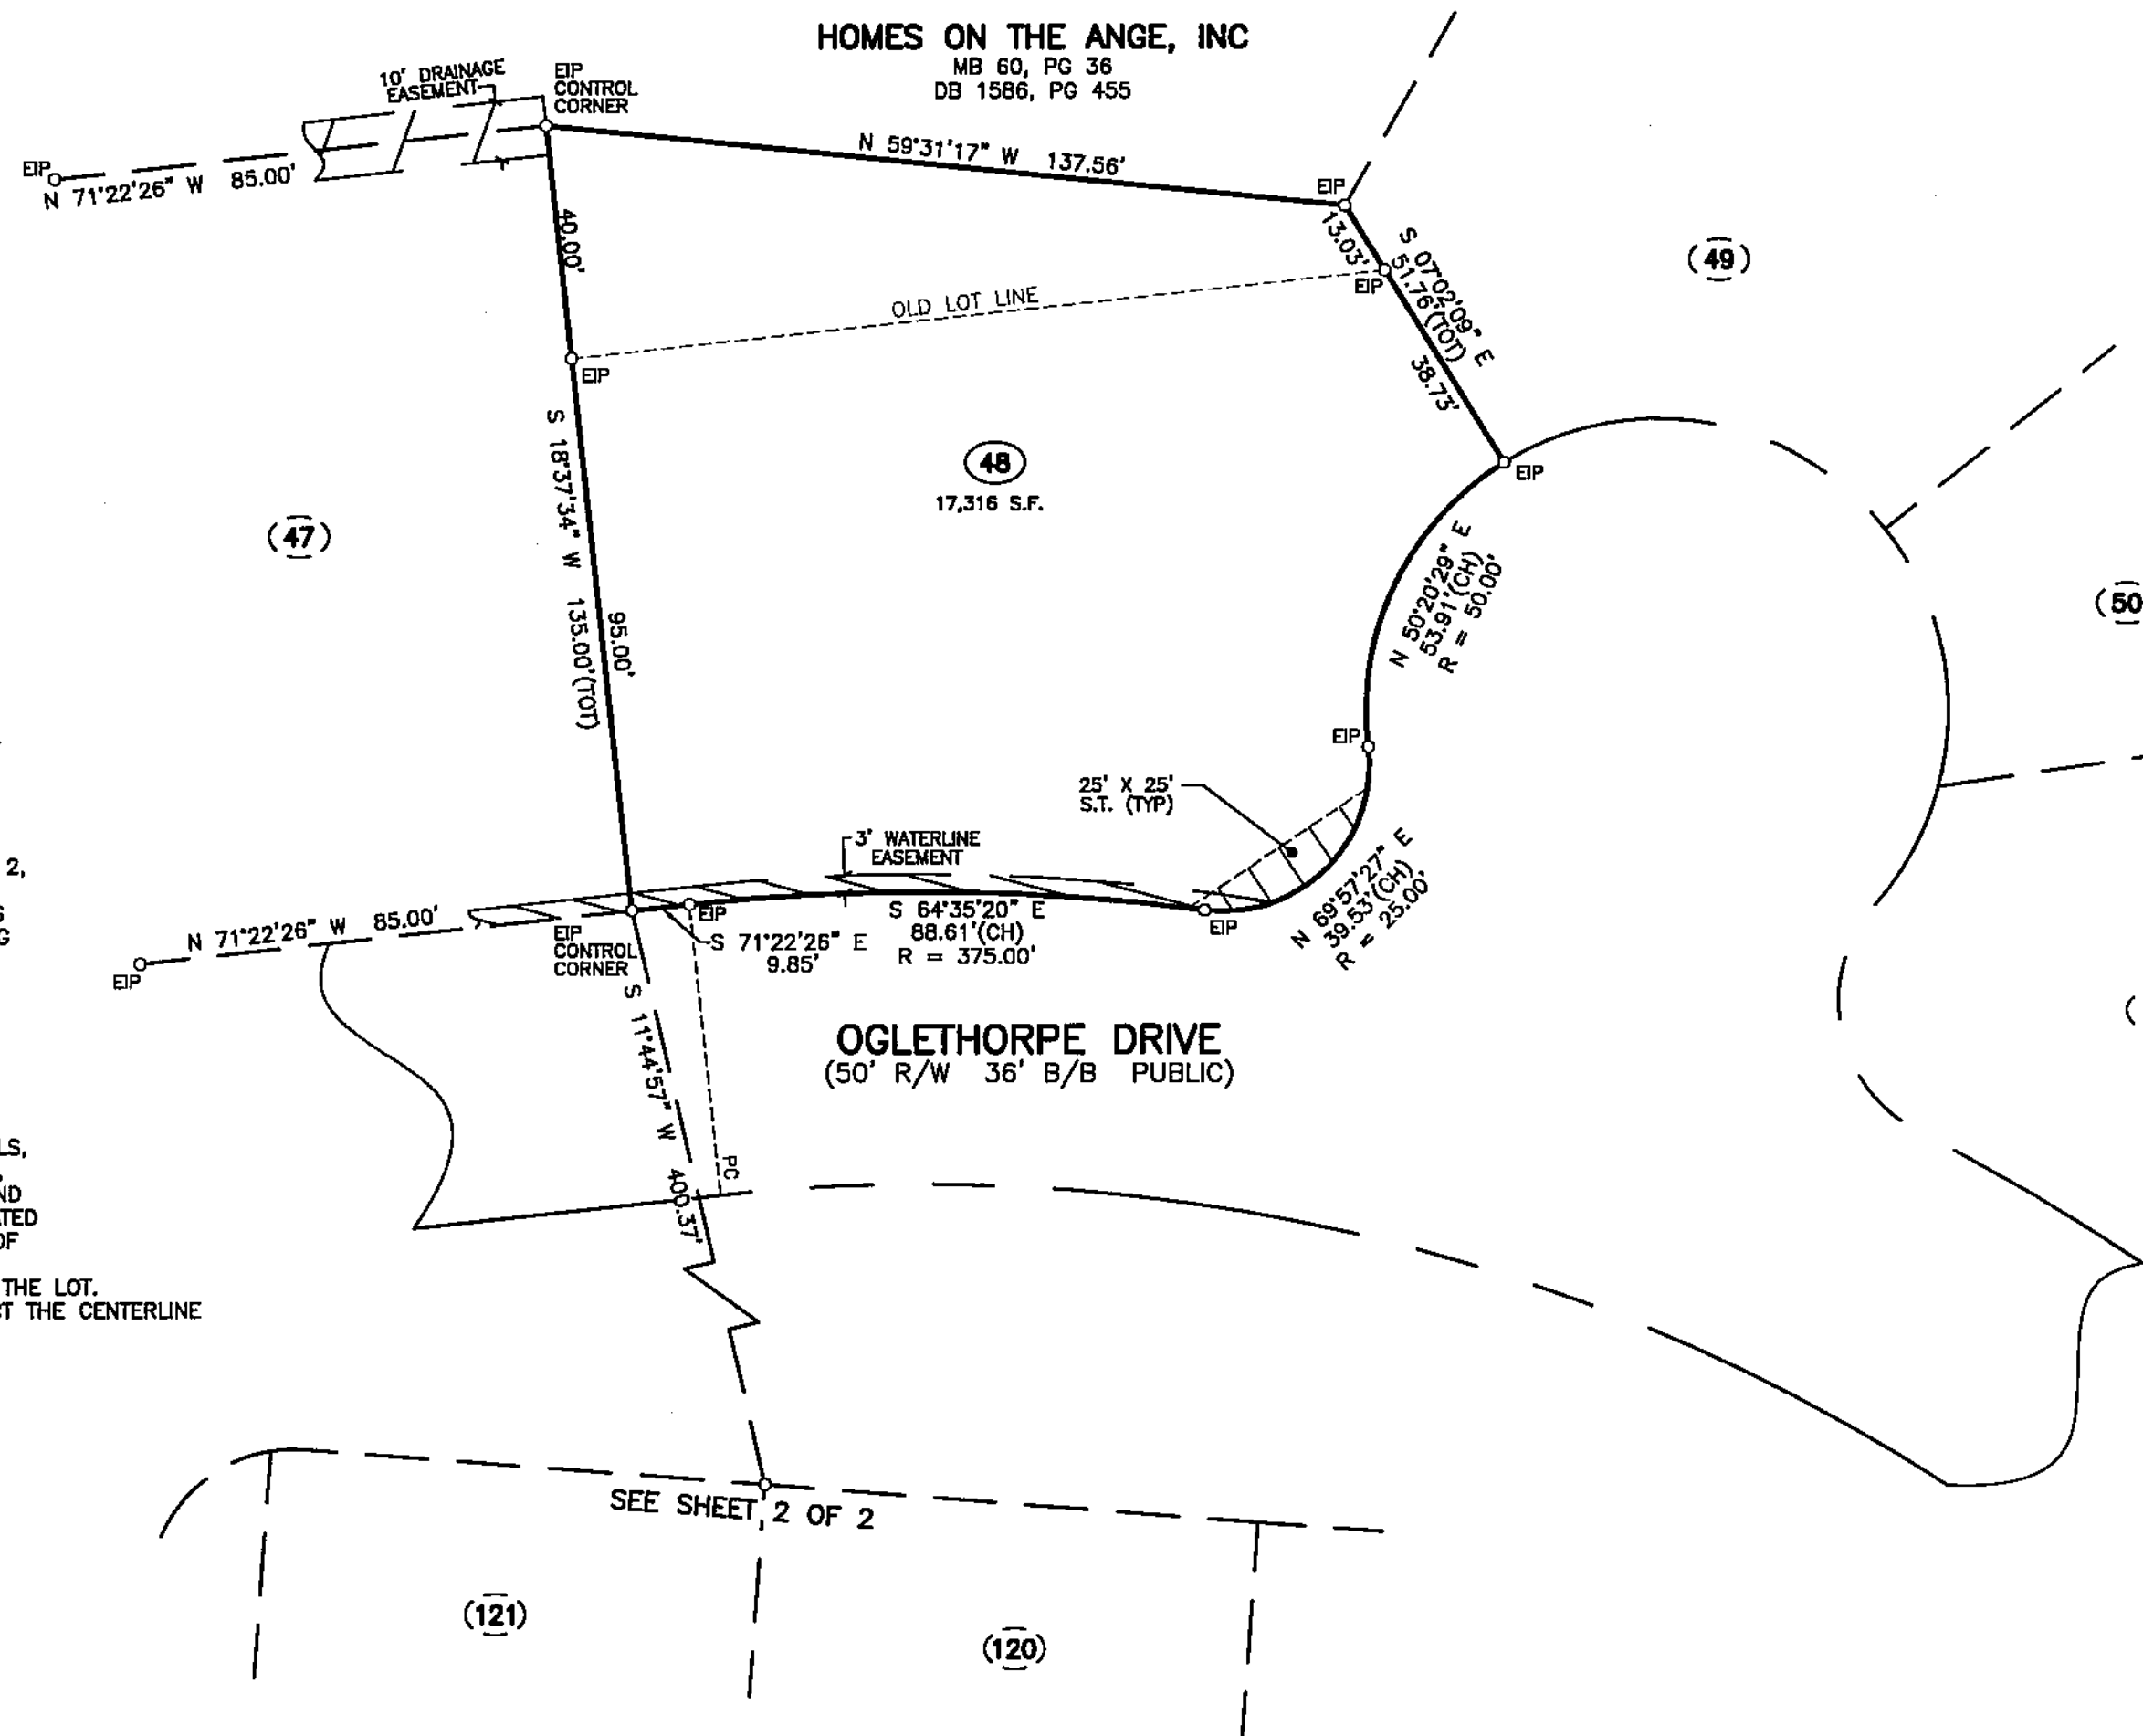 HOMES ON THE ANGE, INC
MB 60, PG 36
DB 1586, PG 455
10' DRAINAGE
EASEMENT
EIP
CONTROL
CORNER
EIP
N 71°22'26" W 85.00'
N 59°31'17" W 137.56'
EIP
13.03'
S 07°02'09" E
51.76'(TOT)
EIP
38.73'
(49)
40.00'
OLD LOT LINE
EIP
S 18°37'34" W 135.00'(TOT)
95.00'
48
17,316 S.F.
EIP
(47)
N 50°20'29" E
53.91'(CH)
R = 50.00'
(50
EIP
25' X 25'
S.T. (TYP)
3' WATERLINE
EASEMENT
2,
S
G
N 71°22'26" W 85.00'
EIP
EIP
CONTROL
CORNER
EIP
S 71°22'26" E
9.85'
S 64°35'20" E
88.61'(CH)
R = 375.00'
EIP
N 69°57'27" E
39.53'(CH)
R = 25.00'
(
S 11°44'57" W 400.37'
PC
OGLETHORPE DRIVE
(50' R/W 36' B/B PUBLIC)
LS,
ND
TED
OF
THE LOT.
CT THE CENTERLINE
SEE SHEET 2 OF 2
(121)
(120)